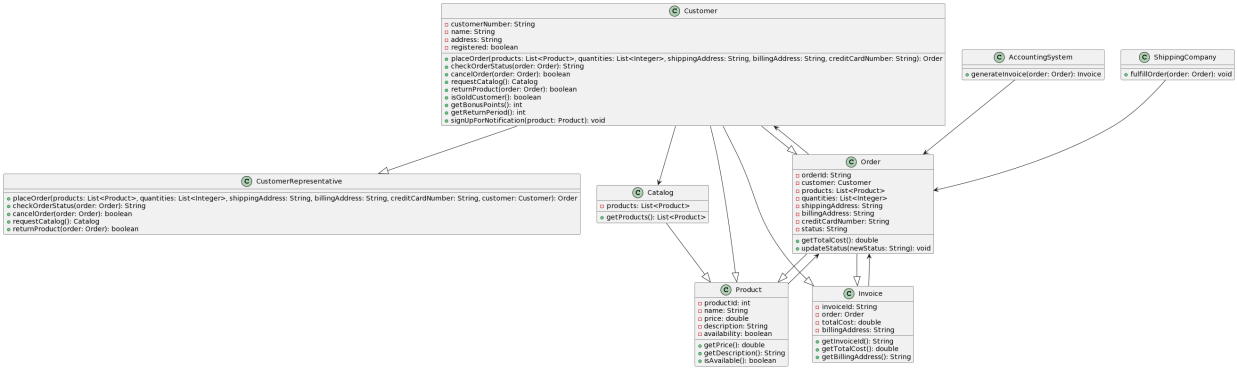 C Customer
customerNumber: String
name: String
address: String
registered: boolean
placeOrder(products: List<Product>, quantities: List<Integer>, shippingAddress: String, billingAddress: String, creditCardNumber: String): Order
checkOrderStatus(order: Order): String
cancelOrder(order: Order): boolean
requestCatalog(): Catalog
returnProduct(order: Order): boolean
isGoldCustomer(): boolean
getBonusPoints(): int
getReturnPeriod(): int
signUpForNotification(product: Product): void
C AccountingSystem
generateInvoice(order: Order): Invoice
C ShippingCompany
fulfillOrder(order: Order): void
C CustomerRepresentative
placeOrder(products: List<Product>, quantities: List<Integer>, shippingAddress: String, billingAddress: String, creditCardNumber: String, customer: Customer): Order
checkOrderStatus(order: Order): String
cancelOrder(order: Order): boolean
requestCatalog(): Catalog
returnProduct(order: Order): boolean
C Catalog
products: List<Product>
getProducts(): List<Product>
C Order
orderId: String
customer: Customer
products: List<Product>
quantities: List<Integer>
shippingAddress: String
billingAddress: String
creditCardNumber: String
status: String
getTotalCost(): double
updateStatus(newStatus: String): void
C Product
productId: int
name: String
price: double
description: String
availability: boolean
getPrice(): double
getDescription(): String
isAvailable(): boolean
C Invoice
invoiceId: String
order: Order
totalCost: double
billingAddress: String
getInvoiceId(): String
getTotalCost(): double
getBillingAddress(): String